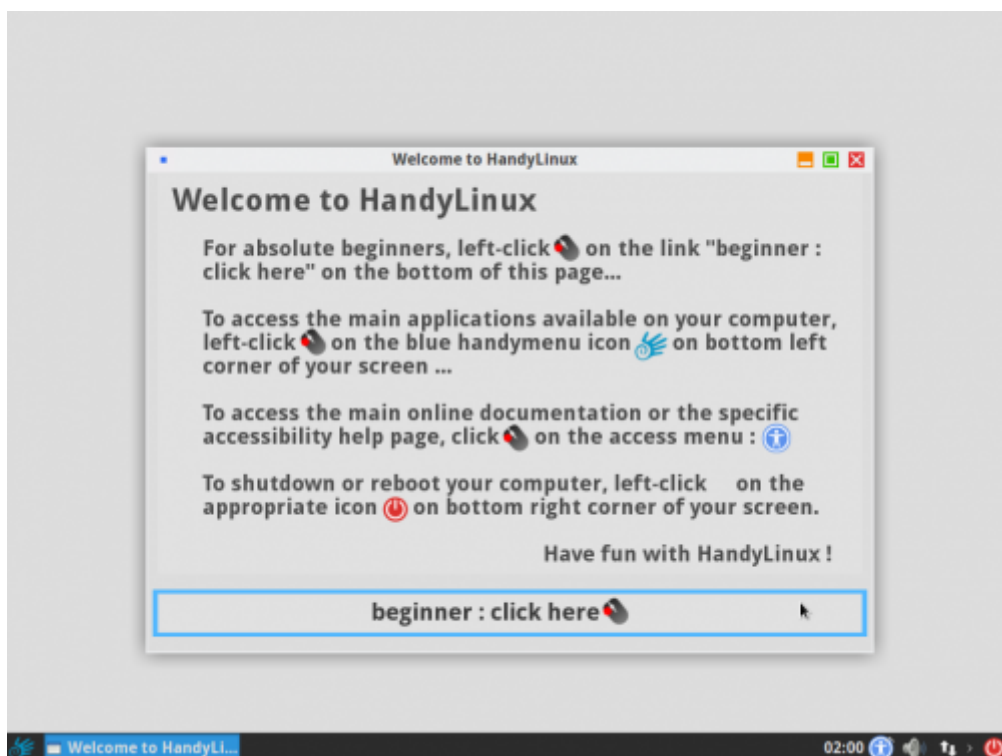 Welcome to HandyLinux
Welcome to HandyLinux
For absolute beginners, left-click on the link "beginner :
click here" on the bottom of this page...
To access the main applications available on your computer,
left-click on the blue handymenu icon on bottom left
corner of your screen ...
To access the main online documentation or the specific
accessibility help page, click on the access menu :
To shutdown or reboot your computer, left-click on the
appropriate icon on bottom right corner of your screen.
Have fun with HandyLinux !
beginner : click here
Welcome to HandyLi...
02:00